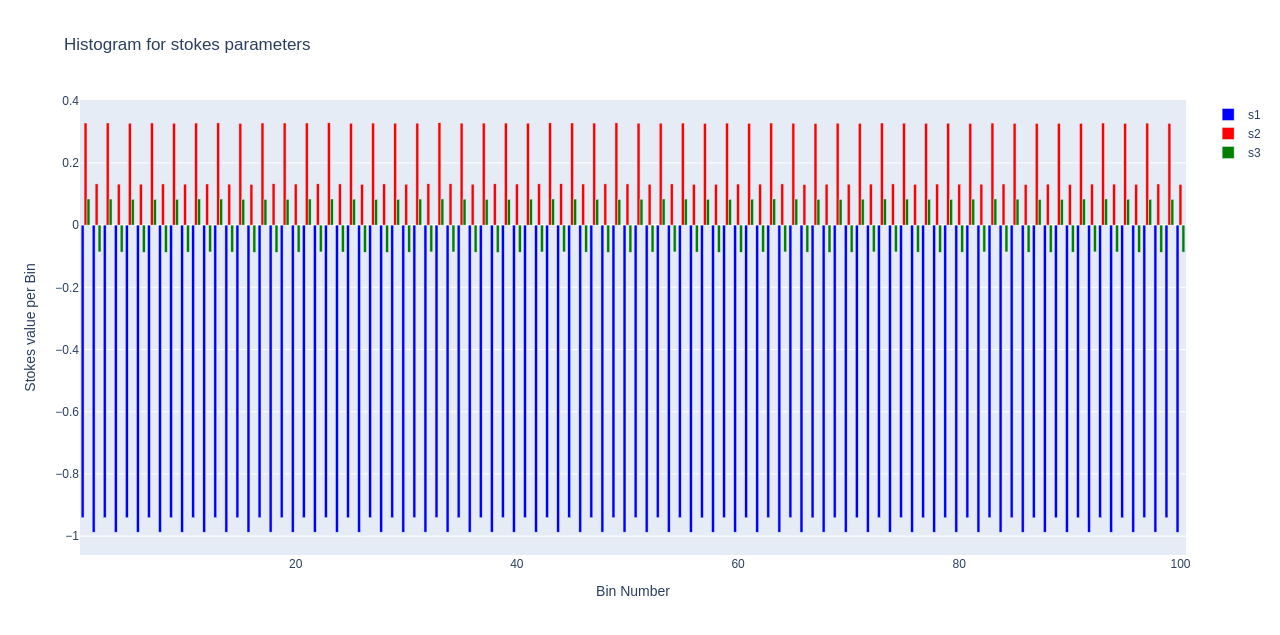 Histogram for stokes parameters
0.4
0.2
0
−0.2
−0.4
−0.6
−0.8
−1
Stokes value per Bin
20
40
60
80
100
Bin Number
s1
s2
s3